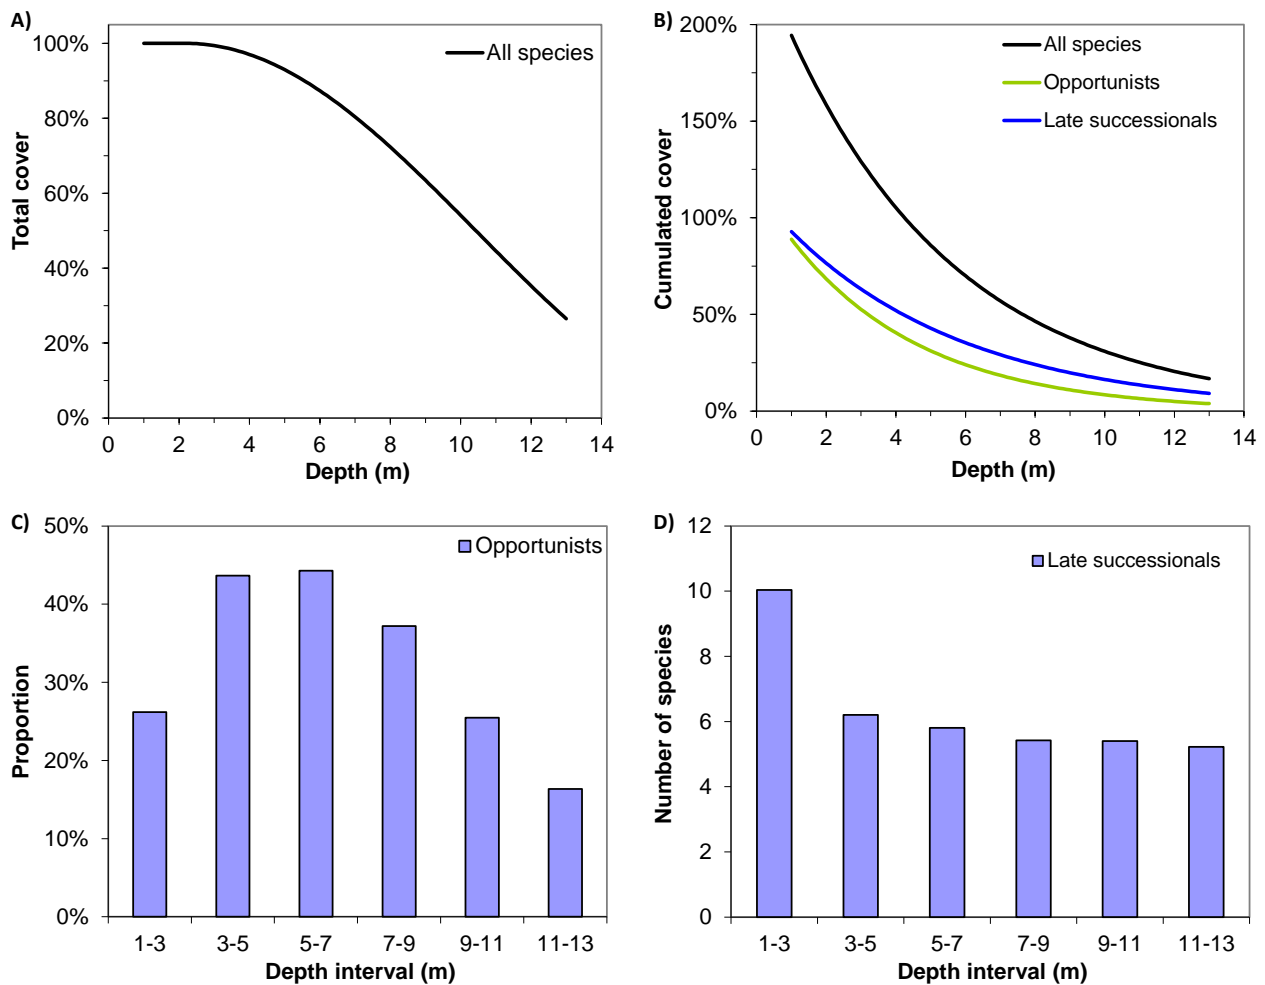 A)
100%
80%
60%
40%
20%
0%
Total cover
All species
0 2 4 6 8 10 12 14
Depth (m)
B)
200%
150%
100%
50%
0%
Cumulated cover
All species
Opportunists
Late successionals
0 2 4 6 8 10 12 14
Depth (m)
C)
50%
40%
30%
20%
10%
0%
Proportion
Opportunists
1-3 3-5 5-7 7-9 9-11 11-13
Depth interval (m)
D)
12
10
8
6
4
2
0
Number of species
Late successionals
1-3 3-5 5-7 7-9 9-11 11-13
Depth interval (m)